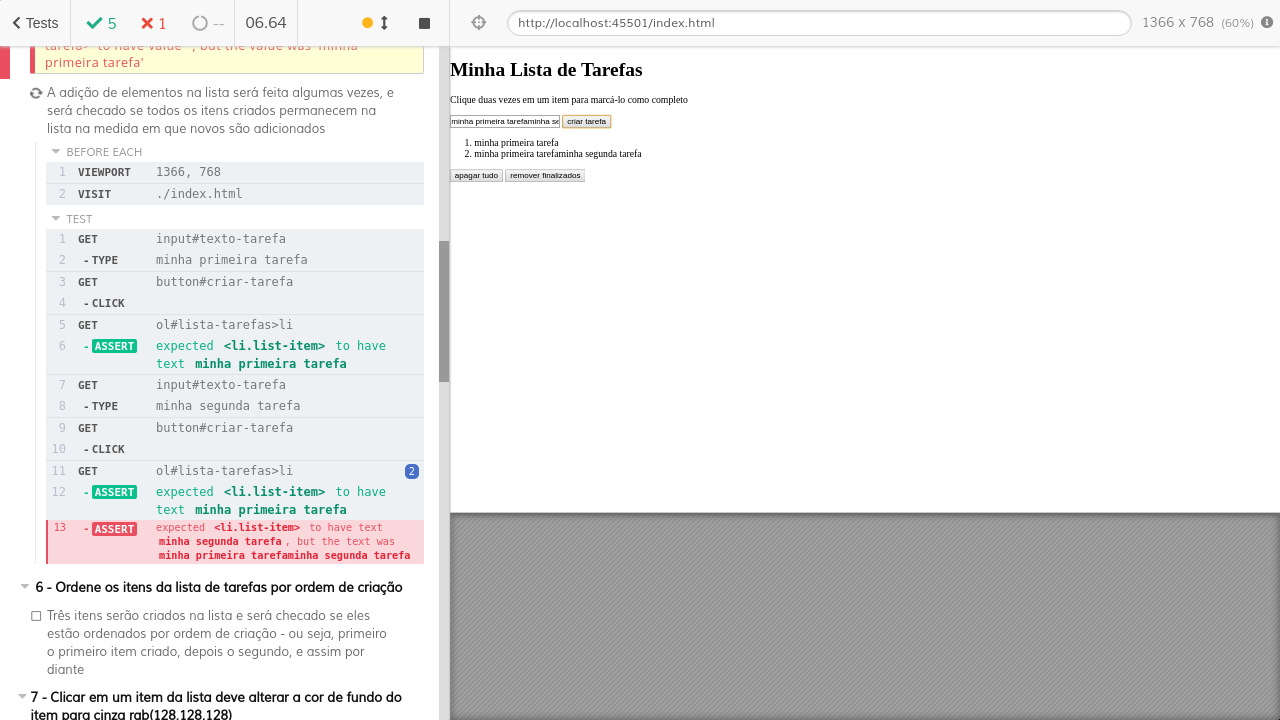 Tests
5
1
--
06.64
http://localhost:45501/index.html
1366 x 768 (60%)
tarefa>' to have value '', but the value was 'minha
primeira tarefa'
A adição de elementos na lista será feita algumas vezes, e
será checado se todos os itens criados permecem na
lista na medida em que novos são adicionados
BEFORE EACH
1 VIEWPORT 1366, 768
2 VISIT ./index.html
TEST
1 GET input#texto-tarefa
2 -TYPE minha primeira tarefa
3 GET button#criar-tarefa
4 -CLICK
5 GET ol#lista-tarefas>li
6 -ASSERT expected <li.list-item> to have
text minha primeira tarefa
7 GET input#texto-tarefa
8 -TYPE minha segunda tarefa
9 GET button#criar-tarefa
10 -CLICK
11 GET ol#lista-tarefas>li 2
12 -ASSERT expected <li.list-item> to have
text minha primeira tarefa
13 -ASSERT expected <li.list-item> to have text
minha segunda tarefa, but the text was
minha primeira tarefaminha segunda tarefa
6 - Ordene os itens da lista de tarefas por ordem de criação
Três itens serão criados na lista e será checado se eles
estão ordenados por ordem de criação - ou seja, primeiro
o primeiro item criado, depois o segundo, e assim por
diante
7 - Clicar em um item da lista deve alterar a cor de fundo do
item para cinza rgb(128,128,128)
Minha Lista de Tarefas
Clique duas vezes em um item para marcá-lo como completo
minha primeira tarefaminha se criar tarefa
1. minha primeira tarefa
2. minha primeira tarefaminha segunda tarefa
apagar tudo remover finalizados